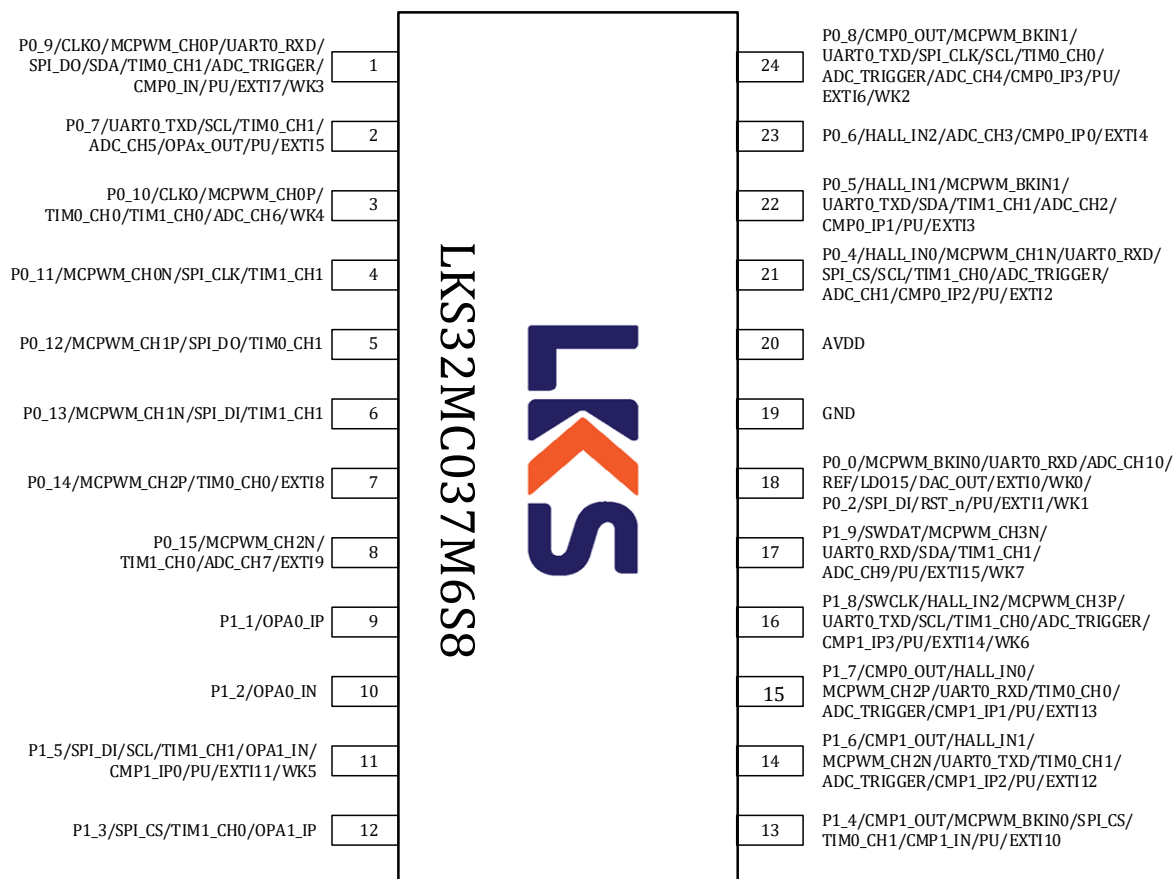 P0_9/CLKO/MCPWM_CH0P/UART0_RXD/
SPI_DO/SDA/TIM0_CH1/ADC_TRIGGER/
CMP0_IN/PU/EXTI7/WK3
1
P0_7/UART0_TXD/SCL/TIM0_CH1/
ADC_CH5/OPAx_OUT/PU/EXTI5
2
P0_10/CLKO/MCPWM_CH0P/
TIM0_CH0/TIM1_CH0/ADC_CH6/WK4
3
P0_11/MCPWM_CH0N/SPI_CLK/TIM1_CH1
4
P0_12/MCPWM_CH1P/SPI_DO/TIM0_CH1
5
P0_13/MCPWM_CH1N/SPI_DI/TIM1_CH1
6
P0_14/MCPWM_CH2P/TIM0_CH0/EXTI8
7
P0_15/MCPWM_CH2N/
TIM1_CH0/ADC_CH7/EXTI9
8
P1_1/OPA0_IP
9
P1_2/OPA0_IN
10
P1_5/SPI_DI/SCL/TIM1_CH1/OPA1_IN/
CMP1_IP0/PU/EXTI11/WK5
11
P1_3/SPI_CS/TIM1_CH0/OPA1_IP
12
LKS32MC037M6S8
LKS
24
P0_8/CMP0_OUT/MCPWM_BKIN1/
UART0_TXD/SPI_CLK/SCL/TIM0_CH0/
ADC_TRIGGER/ADC_CH4/CMP0_IP3/PU/
EXTI6/WK2
23
P0_6/HALL_IN2/ADC_CH3/CMP0_IP0/EXTI4
22
P0_5/HALL_IN1/MCPWM_BKIN1/
UART0_TXD/SDA/TIM1_CH1/ADC_CH2/
CMP0_IP1/PU/EXTI3
21
P0_4/HALL_IN0/MCPWM_CH1N/UART0_RXD/
SPI_CS/SCL/TIM1_CH0/ADC_TRIGGER/
ADC_CH1/CMP0_IP2/PU/EXTI2
20
AVDD
19
GND
18
P0_0/MCPWM_BKIN0/UART0_RXD/ADC_CH10/
REF/LDO15/DAC_OUT/EXTI0/WK0/
P0_2/SPI_DI/RST_n/PU/EXTI1/WK1
17
P1_9/SWDAT/MCPWM_CH3N/
UART0_RXD/SDA/TIM1_CH1/
ADC_CH9/PU/EXTI15/WK7
16
P1_8/SWCLK/HALL_IN2/MCPWM_CH3P/
UART0_TXD/SCL/TIM1_CH0/ADC_TRIGGER/
CMP1_IP3/PU/EXTI14/WK6
15
P1_7/CMP0_OUT/HALL_IN0/
MCPWM_CH2P/UART0_RXD/TIM0_CH0/
ADC_TRIGGER/CMP1_IP1/PU/EXTI13
14
P1_6/CMP1_OUT/HALL_IN1/
MCPWM_CH2N/UART0_TXD/TIM0_CH1/
ADC_TRIGGER/CMP1_IP2/PU/EXTI12
13
P1_4/CMP1_OUT/MCPWM_BKIN0/SPI_CS/
TIM0_CH1/CMP1_IN/PU/EXTI10